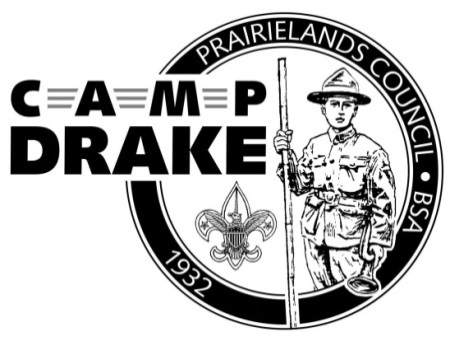 CAMP
DRAKE
PRAIRIELANDS COUNCIL • BSA
1932